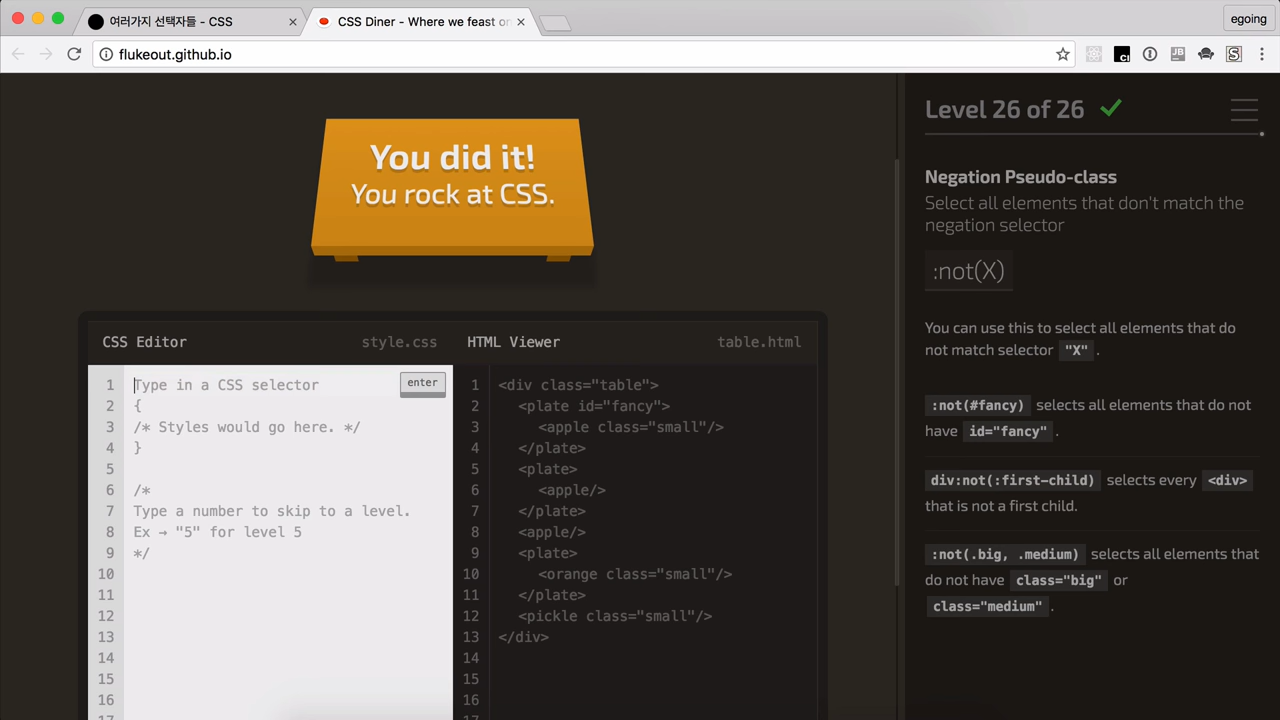 여러가지 선택자들 - CSS
CSS Diner - Where we feast on
egoing
flukeout.github.io
You did it!
You rock at CSS.
CSS Editor style.css
HTML Viewer table.html
1 Type in a CSS selector
enter
2 {
3 /* Styles would go here. */
4 }
5
6 /*
7 Type a number to skip to a level.
8 Ex → "5" for level 5
9 */
10
11
12
13
14
15
16
17
1 <div class="table">
2 <plate id="fancy">
3 <apple class="small"/>
4 </plate>
5 <plate>
6 <apple/>
7 </plate>
8 <apple/>
9 <plate>
10 <orange class="small"/>
11 </plate>
12 <pickle class="small"/>
13 </div>
14
15
16
17
Level 26 of 26
Negation Pseudo-class
Select all elements that don't match the
negation selector
:not(X)
You can use this to select all elements that do
not match selector "X" .
:not(#fancy) selects all elements that do not
have id="fancy" .
div:not(:first-child) selects every <div>
that is not a first child.
:not(.big, .medium) selects all elements that
do not have class="big" or
class="medium" .